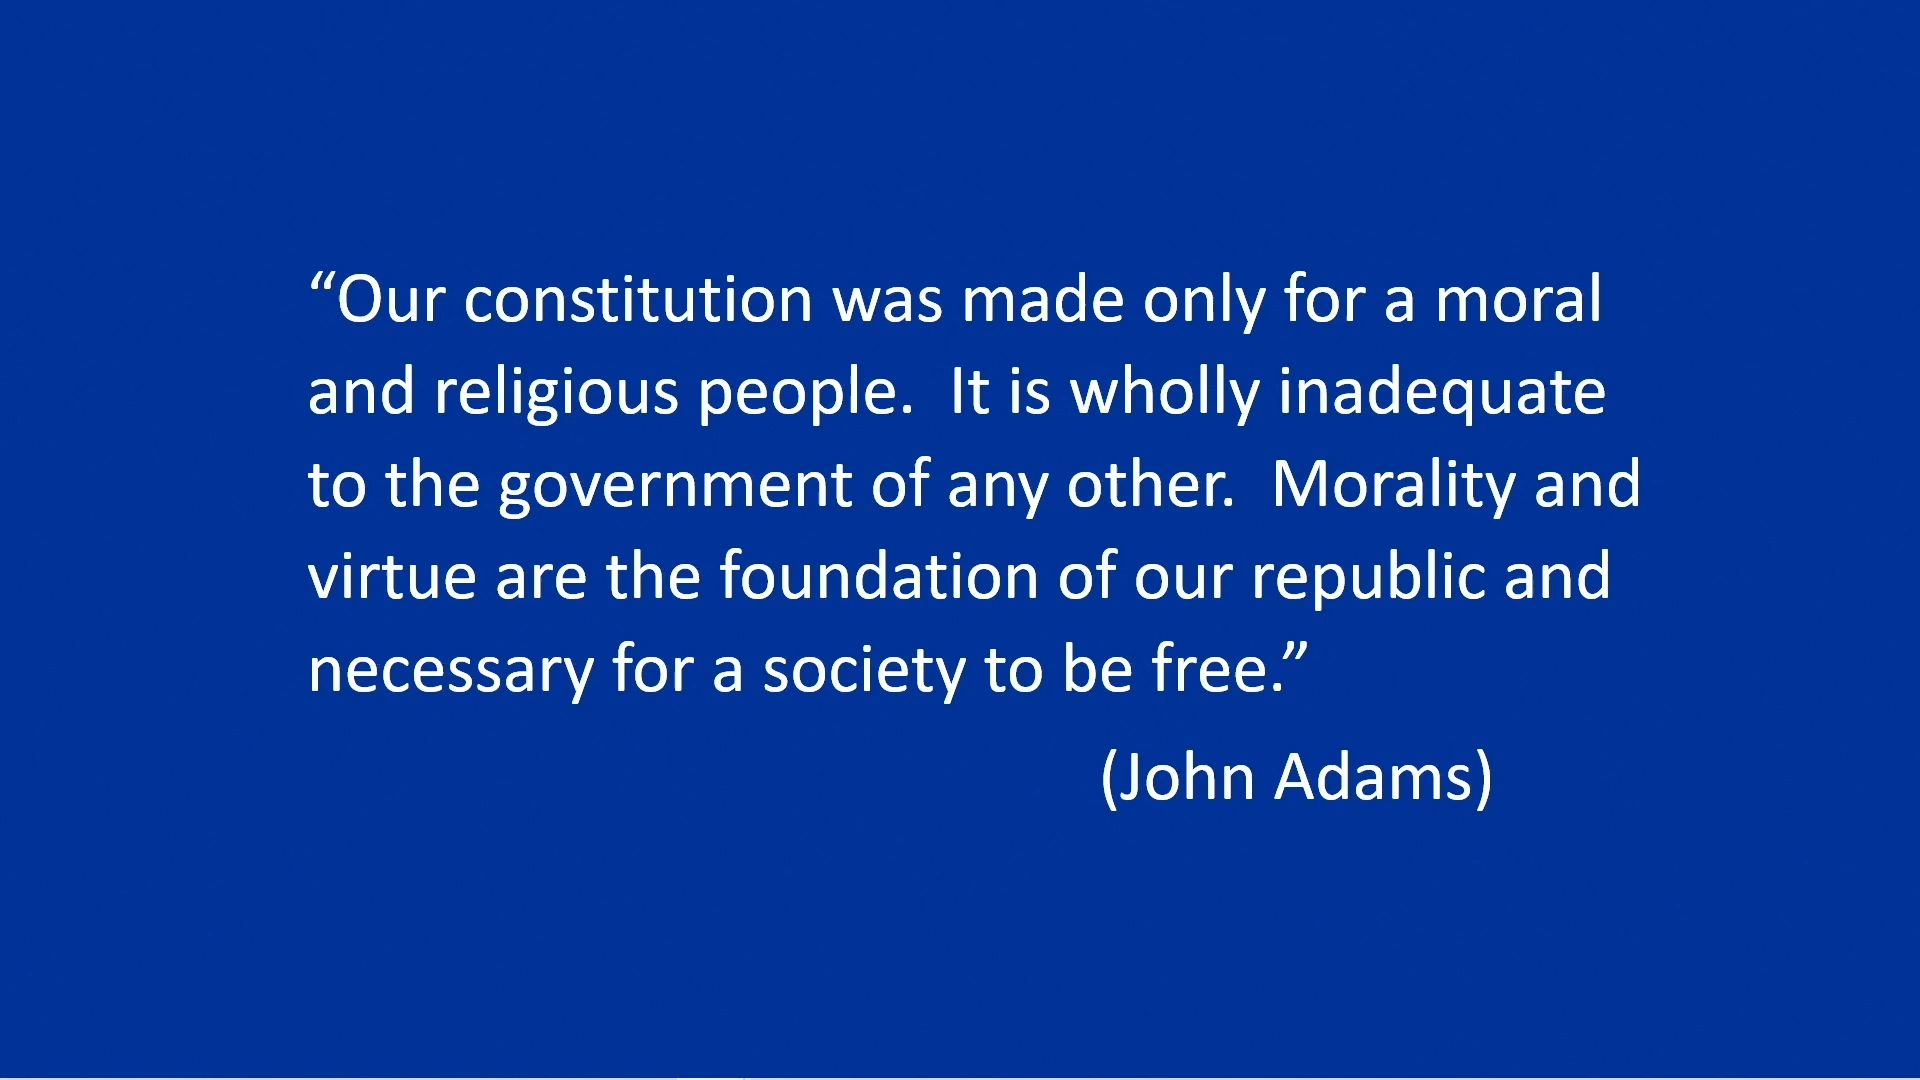 “Our constitution was made only for a moral
and religious people.  It is wholly inadequate
to the government of any other.  Morality and
virtue are the foundation of our republic and
necessary for a society to be free.”
(John Adams)